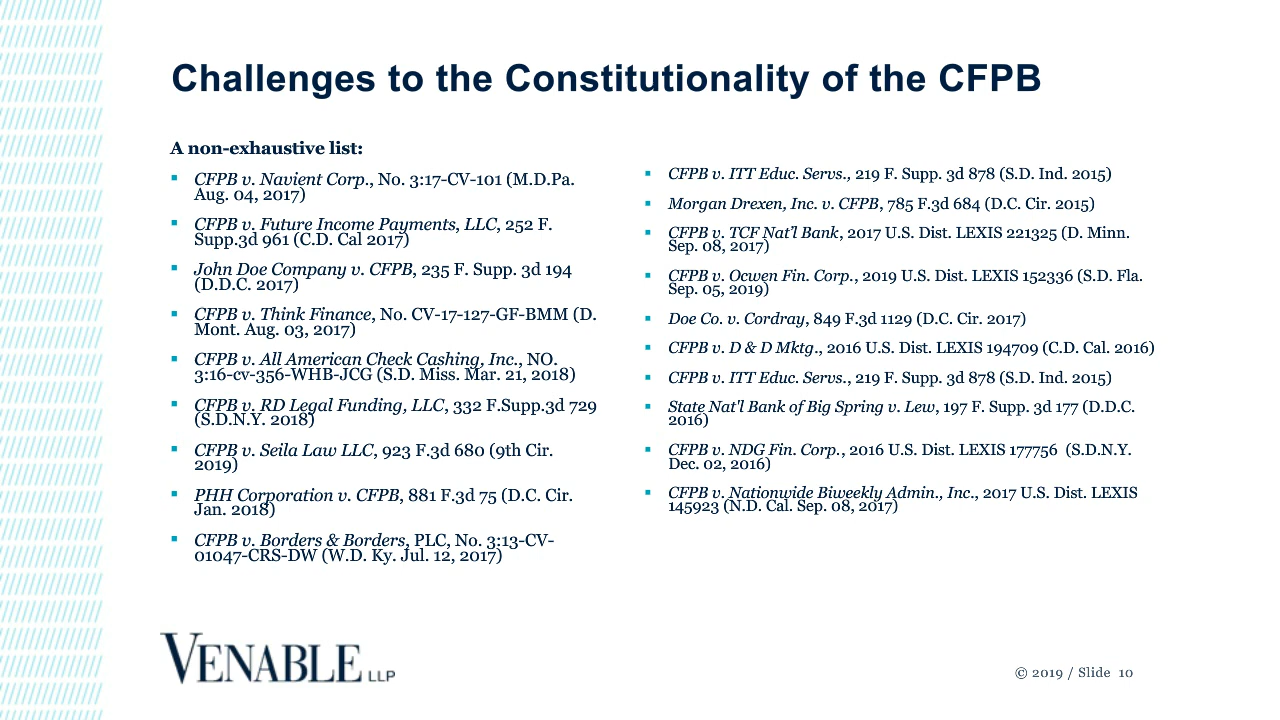 Challenges to the Constitutionality of the CFPB
A non-exhaustive list:
▪ CFPB v. Navient Corp., No. 3:17-CV-101 (M.D.Pa.
Aug. 04, 2017)
▪ CFPB v. Future Income Payments, LLC, 252 F.
Supp.3d 961 (C.D. Cal 2017)
▪ John Doe Company v. CFPB, 235 F. Supp. 3d 194
(D.D.C. 2017)
▪ CFPB v. Think Finance, No. CV-17-127-GF-BMM (D.
Mont. Aug. 03, 2017)
▪ CFPB v. All American Check Cashing, Inc., NO.
3:16-cv-356-WHB-JCG (S.D. Miss. Mar. 21, 2018)
▪ CFPB v. RD Legal Funding, LLC, 332 F.Supp.3d 729
(S.D.N.Y. 2018)
▪ CFPB v. Seila Law LLC, 923 F.3d 680 (9th Cir.
2019)
▪ PHH Corporation v. CFPB, 881 F.3d 75 (D.C. Cir.
Jan. 2018)
▪ CFPB v. Borders & Borders, PLC, No. 3:13-CV-
01047-CRS-DW (W.D. Ky. Jul. 12, 2017)
▪ CFPB v. ITT Educ. Servs., 219 F. Supp. 3d 878 (S.D. Ind. 2015)
▪ Morgan Drexen, Inc. v. CFPB, 785 F.3d 684 (D.C. Cir. 2015)
▪ CFPB v. TCF Nat’l Bank, 2017 U.S. Dist. LEXIS 221325 (D. Minn.
Sep. 08, 2017)
▪ CFPB v. Ocwen Fin. Corp., 2019 U.S. Dist. LEXIS 152336 (S.D. Fla.
Sep. 05, 2019)
▪ Doe Co. v. Cordray, 849 F.3d 1129 (D.C. Cir. 2017)
▪ CFPB v. D & D Mktg., 2016 U.S. Dist. LEXIS 194709 (C.D. Cal. 2016)
▪ CFPB v. ITT Educ. Servs., 219 F. Supp. 3d 878 (S.D. Ind. 2015)
▪ State Nat'l Bank of Big Spring v. Lew, 197 F. Supp. 3d 177 (D.D.C.
2016)
▪ CFPB v. NDG Fin. Corp., 2016 U.S. Dist. LEXIS 177756 (S.D.N.Y.
Dec. 02, 2016)
▪ CFPB v. Nationwide Biweekly Admin., Inc., 2017 U.S. Dist. LEXIS
145923 (N.D. Cal. Sep. 08, 2017)
VENABLE LLP
© 2019 / Slide 10